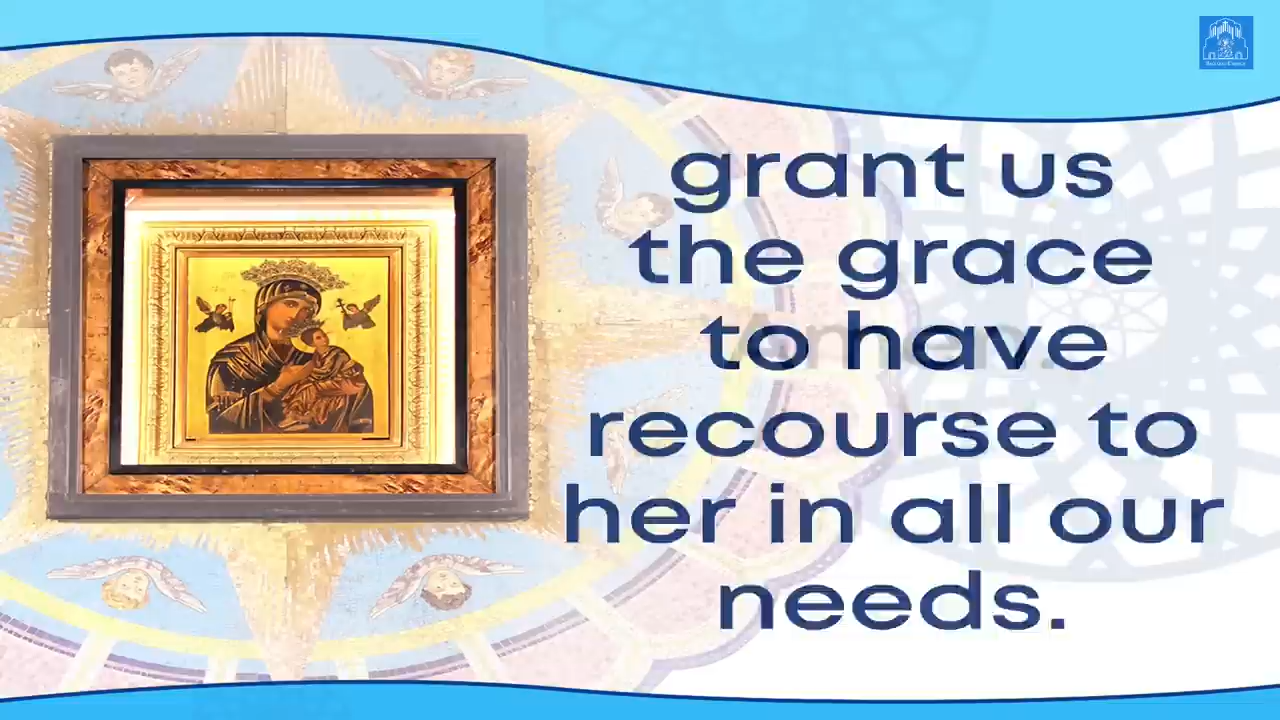 grant us
the grace
to have
recourse to
her in all our
needs.